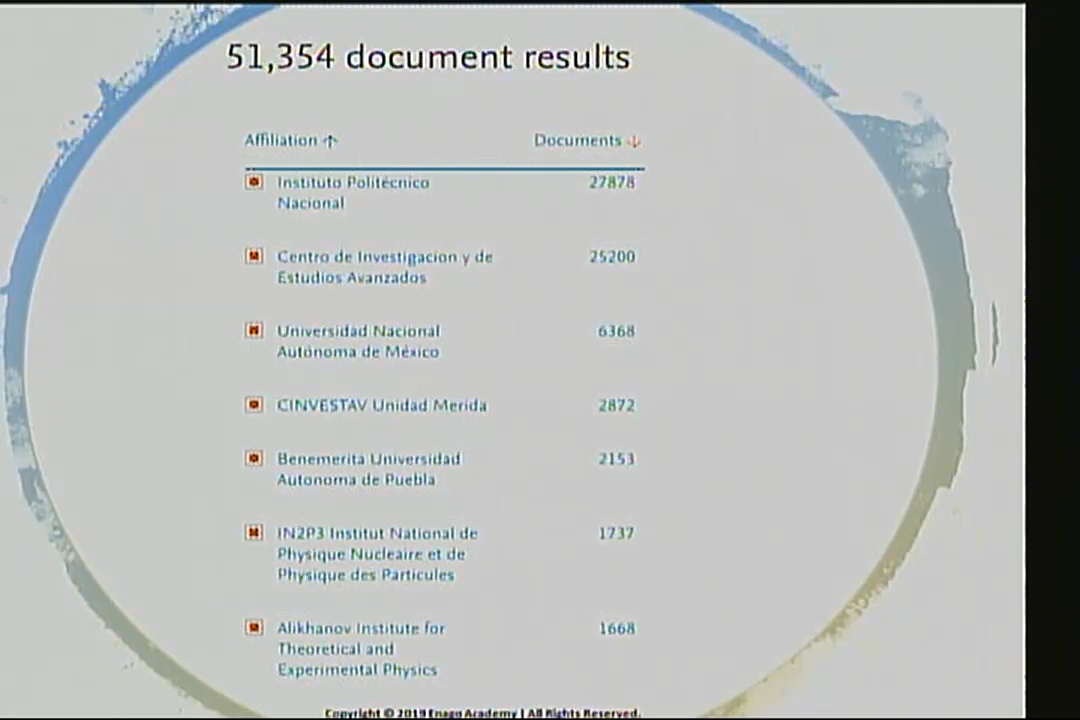 51,354 document results
Affiliation ↑ Documents ↓
Instituto Politécnico 27878
Nacional
Centro de Investigacion y de 25200
Estudios Avanzados
Universidad Nacional 6368
Autónoma de México
CINVESTAV Unidad Merida 2872
Benemerita Universidad 2153
Autonoma de Puebla
IN2P3 Institut National de 1737
Physique Nucleaire et de
Physique des Particules
Alikhanov Institute for 1668
Theoretical and
Experimental Physics
Copyright © 2019 Enago Academy | All Rights Reserved.